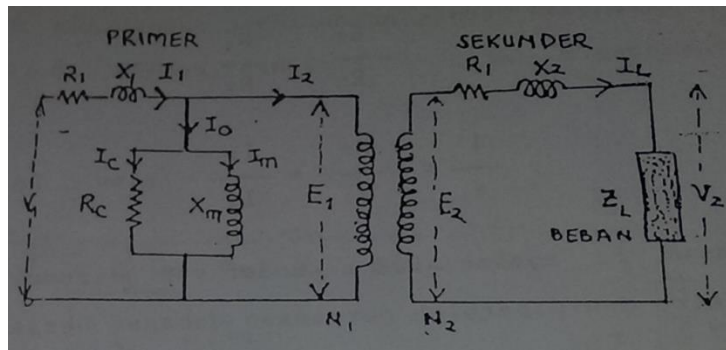 PRIMER
SEKUNDER
R1 X1 I1 I2
R1 X2 IL
I0
Ic Im
Rc Xm E1
E2
ZL
BEBAN
V2
V1
N1 N2